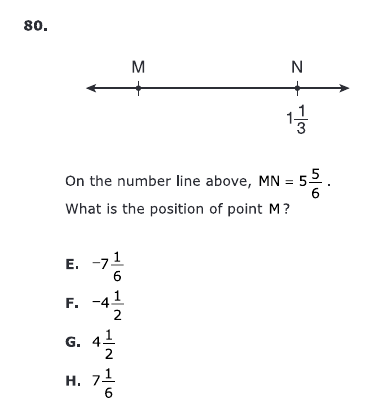 80.
M N
1 1/3
On the number line above, MN = 5 5/6 .
What is the position of point M?
E. -7 1/6
F. -4 1/2
G. 4 1/2
H. 7 1/6